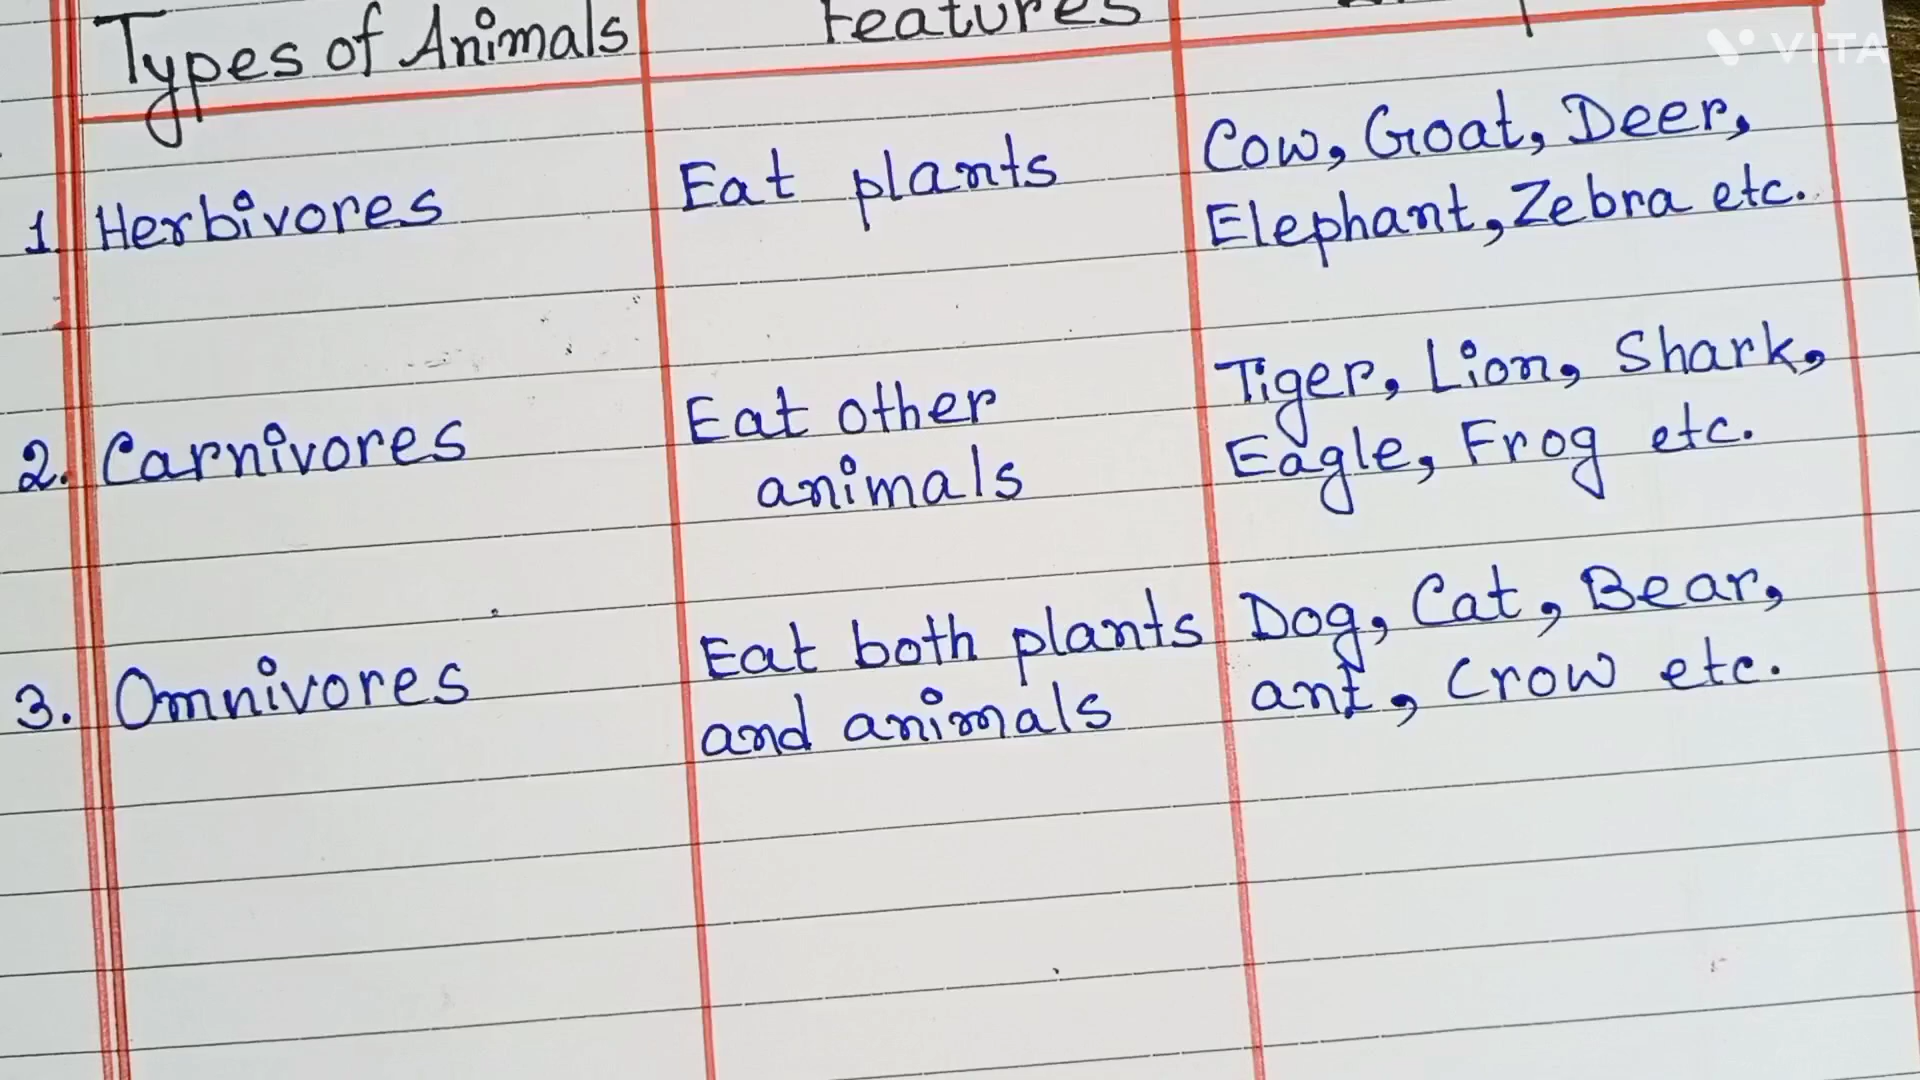 Types of Animals Features
1. Herbivores Eat plants Cow, Goat, Deer,
Elephant, Zebra etc.
2. Carnivores Eat other Tiger, Lion, Shark,
animals Eagle, Frog etc.
3. Omnivores Eat both plants Dog, Cat, Bear,
and animals ant, Crow etc.
VITA